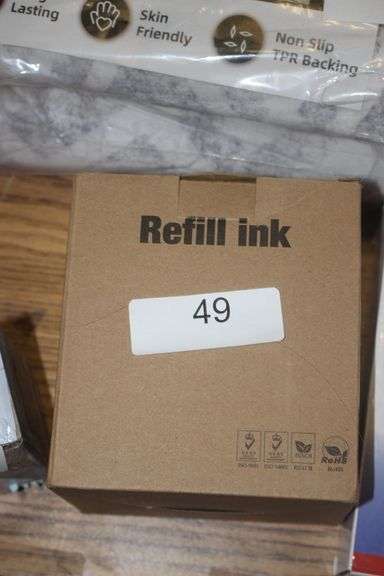 Lasting
Skin
Friendly
Non Slip
TPR Backing
Refill ink
49
RoHS